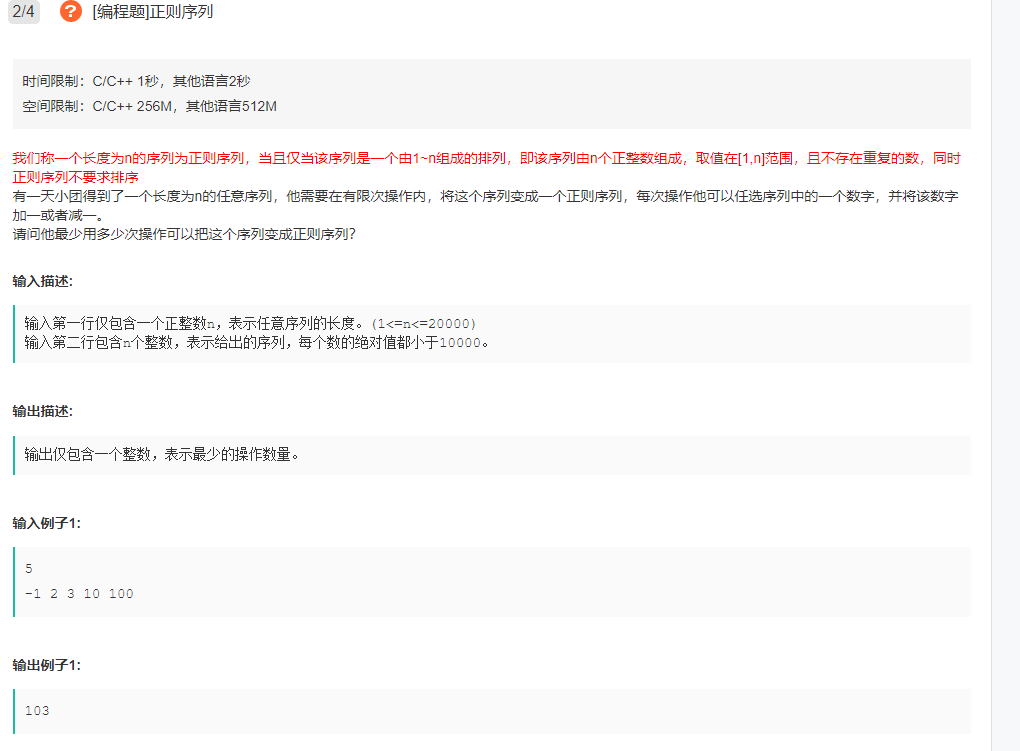 2/4 ? [编程题]正则序列
时间限制：C/C++ 1秒，其他语言2秒
空间限制：C/C++ 256M，其他语言512M
我们称一个长度为n的序列为正则序列，当且仅当该序列是一个由1~n组成的排列，即该序列由n个正整数组成，取值在[1,n]范围，且不存在重复的数，同时
正则序列不要求排序
有一天小团得到了一个长度为n的任意序列，他需要在有限次操作内，将这个序列变成一个正则序列，每次操作他可以任选序列中的一个数字，并将该数字
加一或者减一。
请问他最少用多少次操作可以把这个序列变成正则序列？
输入描述:
输入第一行仅包含一个正整数n，表示任意序列的长度。(1<=n<=20000)
输入第二行包含n个整数，表示给出的序列，每个数的绝对值都小于10000。
输出描述:
输出仅包含一个整数，表示最少的操作数量。
输入例子1:
5
-1 2 3 10 100
输出例子1:
103